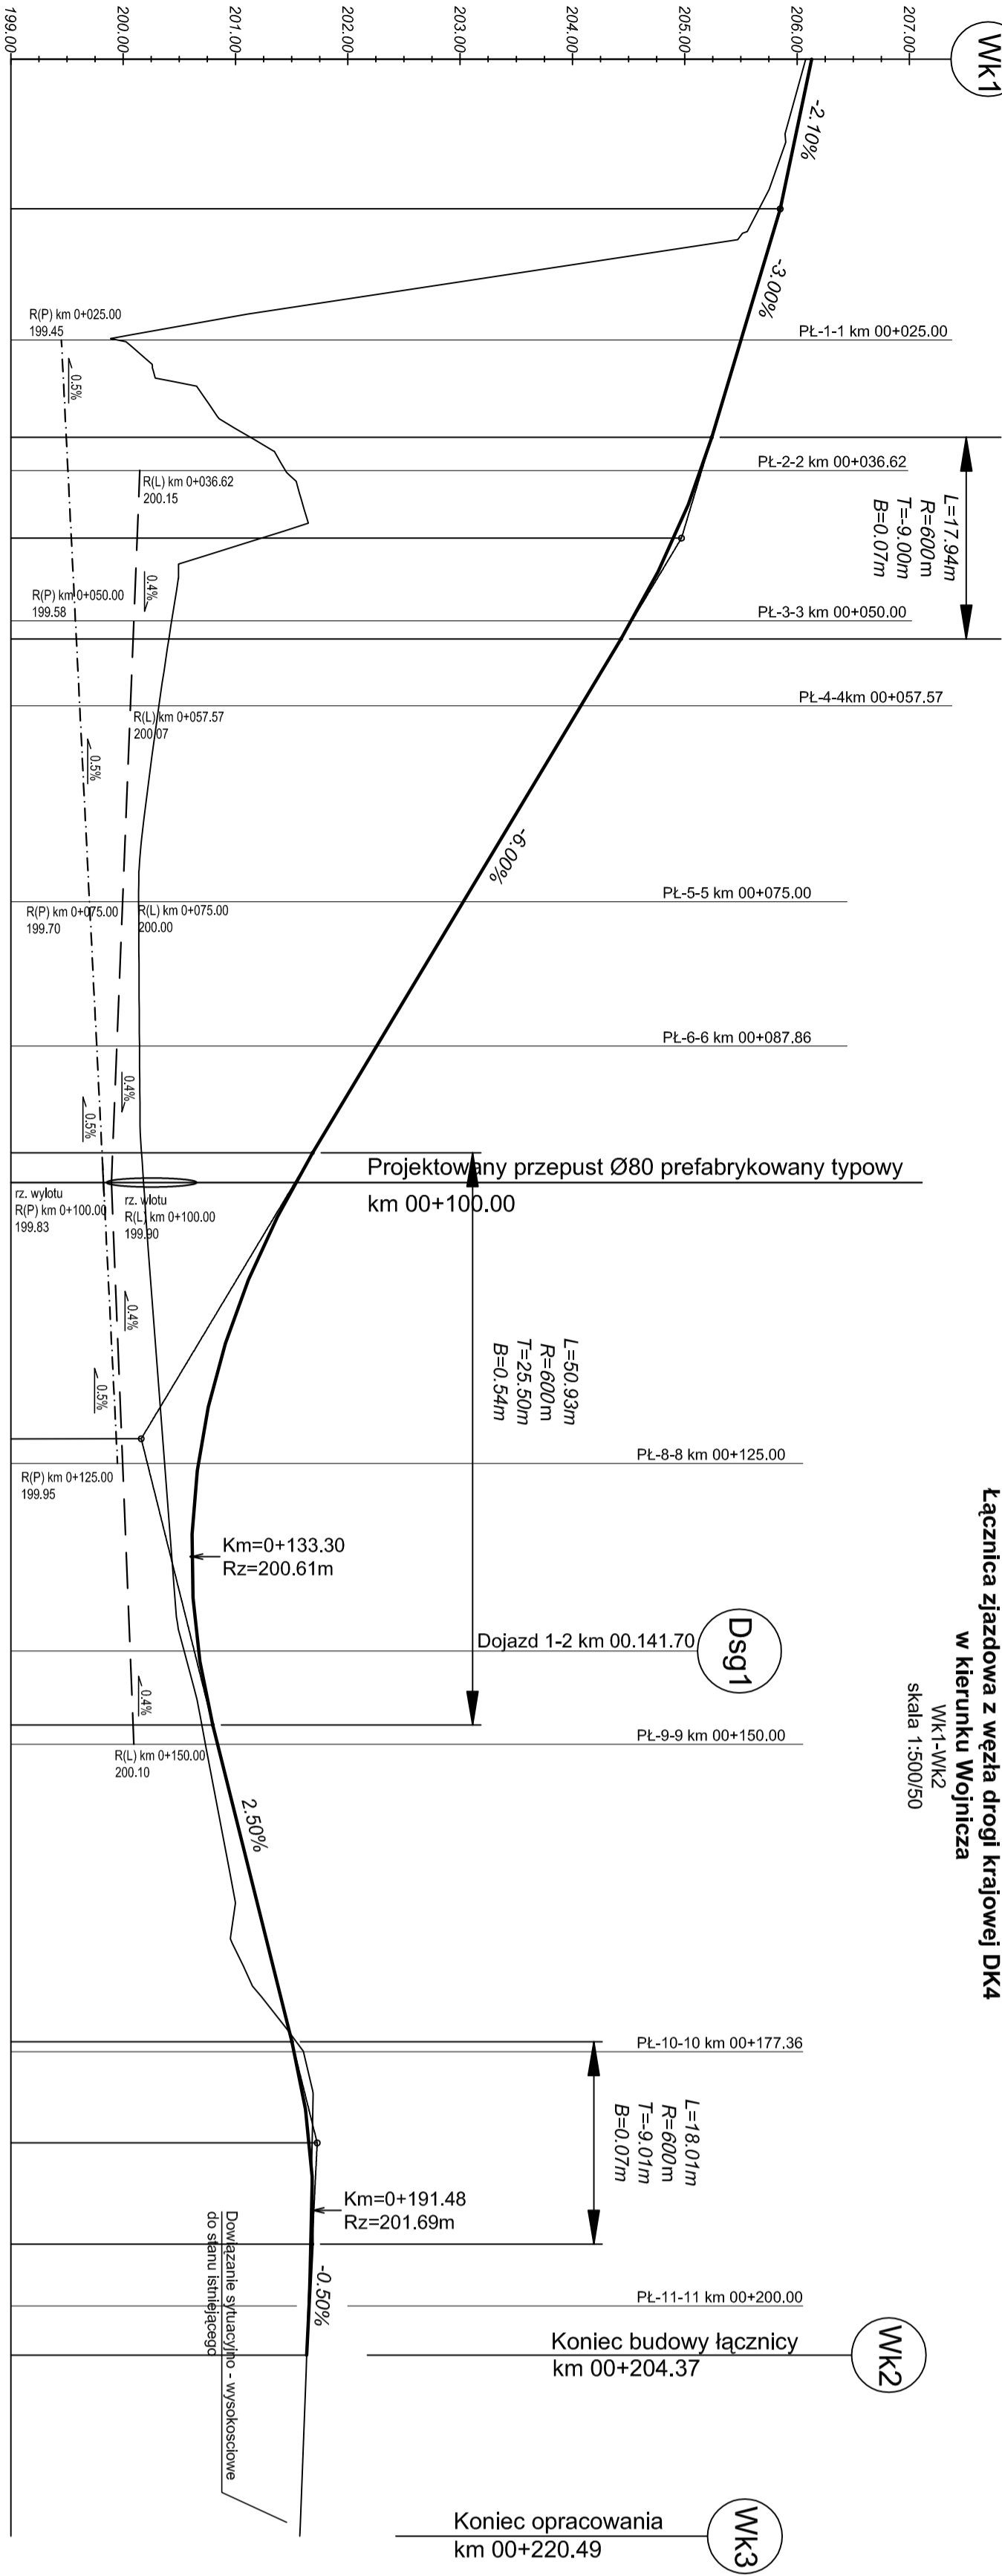 Łącznica zjazdowa z węzła drogi krajowej DK4
w kierunku Wojnicza
Wk1-Wk2
skala 1:500/50
199.00
200.00
201.00
202.00
203.00
204.00
205.00
206.00
207.00
Wk1
-2.10%
-3.00%
R(P) km 0+025.00
199.45
PŁ-1-1 km 00+025.00
0.5%
PŁ-2-2 km 00+036.62
R(L) km 0+036.62
200.15
L=17.94m
R=600m
T=-9.00m
B=0.07m
0.4%
R(P) km 0+050.00
199.58
PŁ-3-3 km 00+050.00
PŁ-4-4km 00+057.57
R(L) km 0+057.57
200.07
0.5%
-6.00%
PŁ-5-5 km 00+075.00
R(P) km 0+075.00
199.70
R(L) km 0+075.00
200.00
PŁ-6-6 km 00+087.86
0.4%
0.5%
Projektowany przepust Ø80 prefabrykowany typowy
km 00+100.00
rz. wylotu
R(P) km 0+100.00
199.83
rz. wlotu
R(L) km 0+100.00
199.90
0.4%
0.5%
L=50.93m
R=600m
T=25.50m
B=0.54m
PŁ-8-8 km 00+125.00
R(P) km 0+125.00
199.95
Km=0+133.30
Rz=200.61m
Dojazd 1-2 km 00.141.70
Dsg1
0.4%
PŁ-9-9 km 00+150.00
R(L) km 0+150.00
200.10
2.50%
PŁ-10-10 km 00+177.36
L=18.01m
R=600m
T=-9.01m
B=0.07m
Km=0+191.48
Rz=201.69m
Dowiązanie sytuacyjno - wysokosciowe
do stanu istniejącego
-0.50%
PŁ-11-11 km 00+200.00
Koniec budowy łącznicy
km 00+204.37
Wk2
Koniec opracowania
km 00+220.49
Wk3